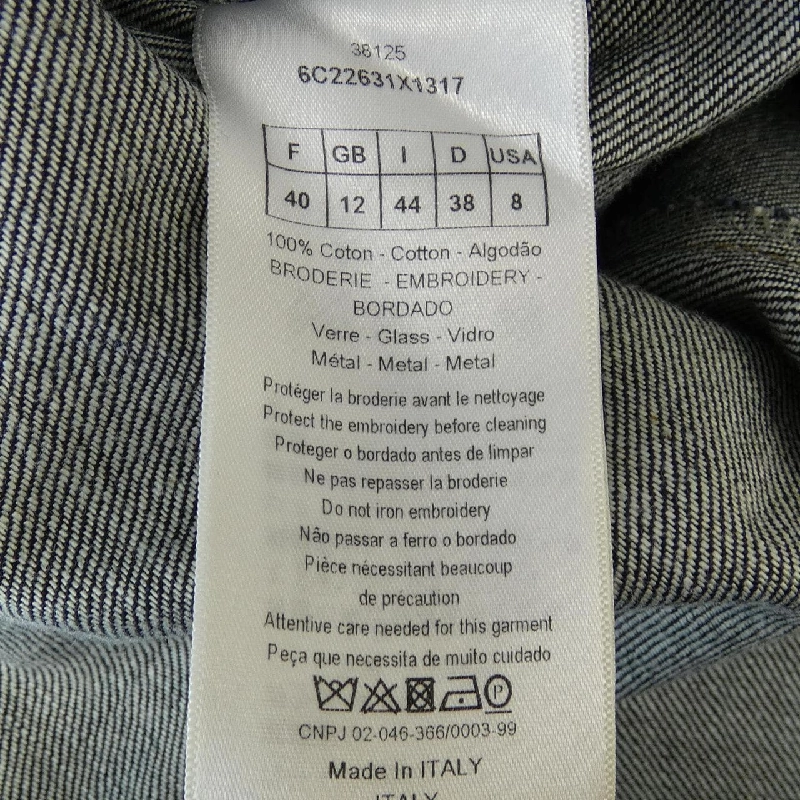 38125
6C22631X1317
F GB I D USA
40 12 44 38 8
100% Coton - Cotton - Algodão
BRODERIE - EMBROIDERY -
BORDADO
Verre - Glass - Vidro
Métal - Metal - Metal
Protéger la broderie avant le nettoyage
Protect the embroidery before cleaning
Proteger o bordado antes de limpar
Ne pas repasser la broderie
Do not iron embroidery
Não passar a ferro o bordado
Pièce nécessitant beaucoup
de précaution
Attentive care needed for this garment
Peça que necessita de muito cuidado
P
CNPJ 02-046-366/0003-99
Made In ITALY
ITALY